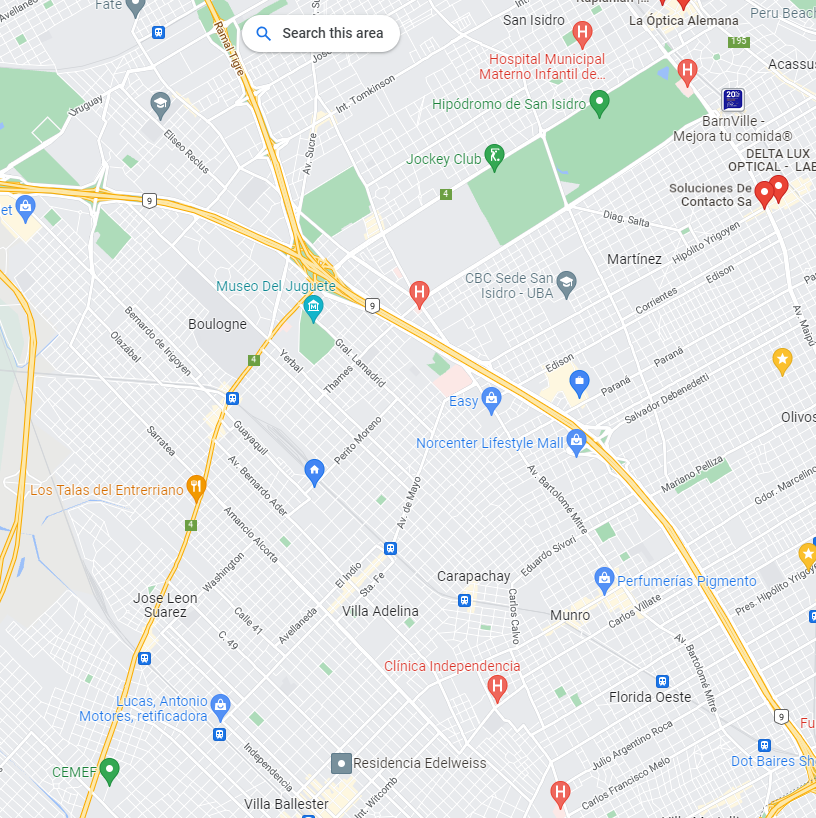 Fate
Ramal Tigre
Search this area
Av. S
San Isidro
La Óptica Alemana
Peru Beach
195
Acassus
Hospital Municipal
Materno Infantil de...
Int. Tomkinson
Uruguay
Eliseo Reclus
Av. Sucre
Hipódromo de San Isidro
20%
BarnVille -
Mejora tu comida®
Jockey Club
DELTA LUX
OPTICAL - LAB
Soluciones De
Contacto Sa
4
9
et
Diag. Salta
Hipólito Yrigoyen
Martínez
Edison
CBC Sede San
Isidro - UBA
Corrientes
Museo Del Juguete
9
Av. Maipú
Boulogne
Bernardo de Irigoyen
Olazábal
4
Yerbal
Gral. Lamadrid
Thames
Edison
Paraná
Paraná
Salvador Debenedetti
Easy
Olivos
Guayaquil
Perito Moreno
Sarratea
Norcenter Lifestyle Mall
Mariano Pelliza
Gdor. Marcelino
Av. Bernardo Ader
Los Talas del Entrerriano
Av. de Mayo
Av. Bartolomé Mitre
4
Amancio Alcorta
Washington
Eduardo Sívori
El Indio
Sta. Fe
Carapachay
Perfumerías Pigmento
Pres. Hipólito Yrigoyen
Jose Leon
Suarez
Calle 41
C. 49
Avellaneda
Villa Adelina
Carlos Calvo
Munro
Carlos Villate
Av. Bartolomé Mitre
Clínica Independencia
Florida Oeste
Lucas, Antonio
Motores, retificadora
9
Fu
Julio Argentino Roca
Independencia
Residencia Edelweiss
Dot Baires Sh
CEMEF
Int. Witcomb
Carlos Francisco Melo
Villa Ballester